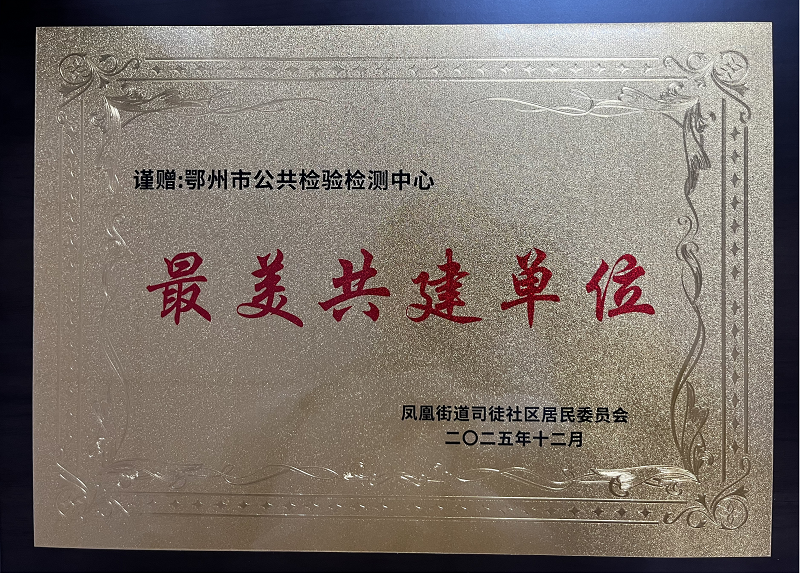 谨赠:鄂州市公共检验检测中心
最美共建单位
凤凰街道司徒社区居民委员会
二〇二五年十二月